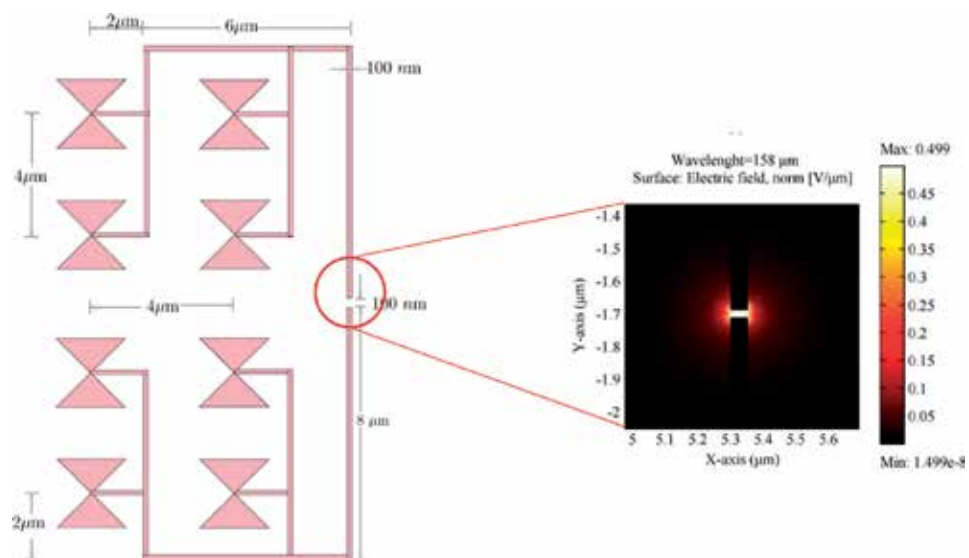 2μm
6μm
100 nm
4μm
4μm
100 nm
8 μm
2μm
Wavelenght=158 μm
Surface: Electric field, norm [V/μm]
Max: 0.499
-1.4
-1.5
-1.6
-1.7
-1.8
-1.9
-2
Y-axis (μm)
5
5.1
5.2
5.3
5.4
5.5
5.6
X-axis (μm)
0.45
0.4
0.35
0.3
0.25
0.2
0.15
0.1
0.05
Min: 1.499e-8